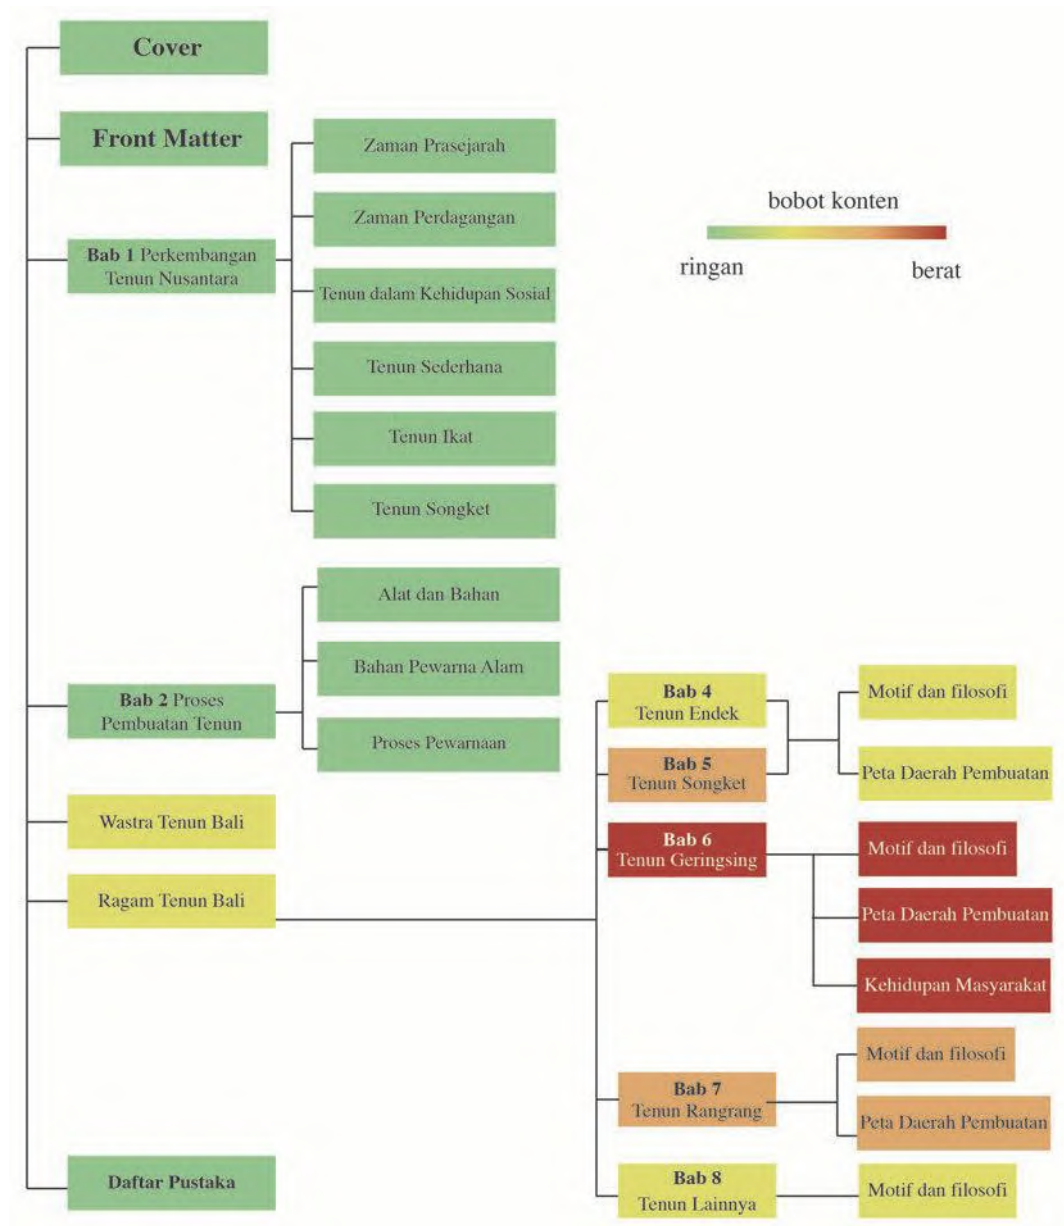 Cover
Front Matter
Bab 1 Perkembangan
Tenun Nusantara
Zaman Prasejarah
Zaman Perdagangan
Tenun dalam Kehidupan Sosial
Tenun Sederhana
Tenun Ikat
Tenun Songket
bobot konten
ringan
berat
Bab 2 Proses
Pembuatan Tenun
Alat dan Bahan
Bahan Pewarna Alam
Proses Pewarnaan
Wastra Tenun Bali
Ragam Tenun Bali
Bab 4
Tenun Endek
Bab 5
Tenun Songket
Motif dan filosofi
Peta Daerah Pembuatan
Bab 6
Tenun Geringsing
Motif dan filosofi
Peta Daerah Pembuatan
Kehidupan Masyarakat
Bab 7
Tenun Rangrang
Motif dan filosofi
Peta Daerah Pembuatan
Bab 8
Tenun Lainnya
Motif dan filosofi
Daftar Pustaka